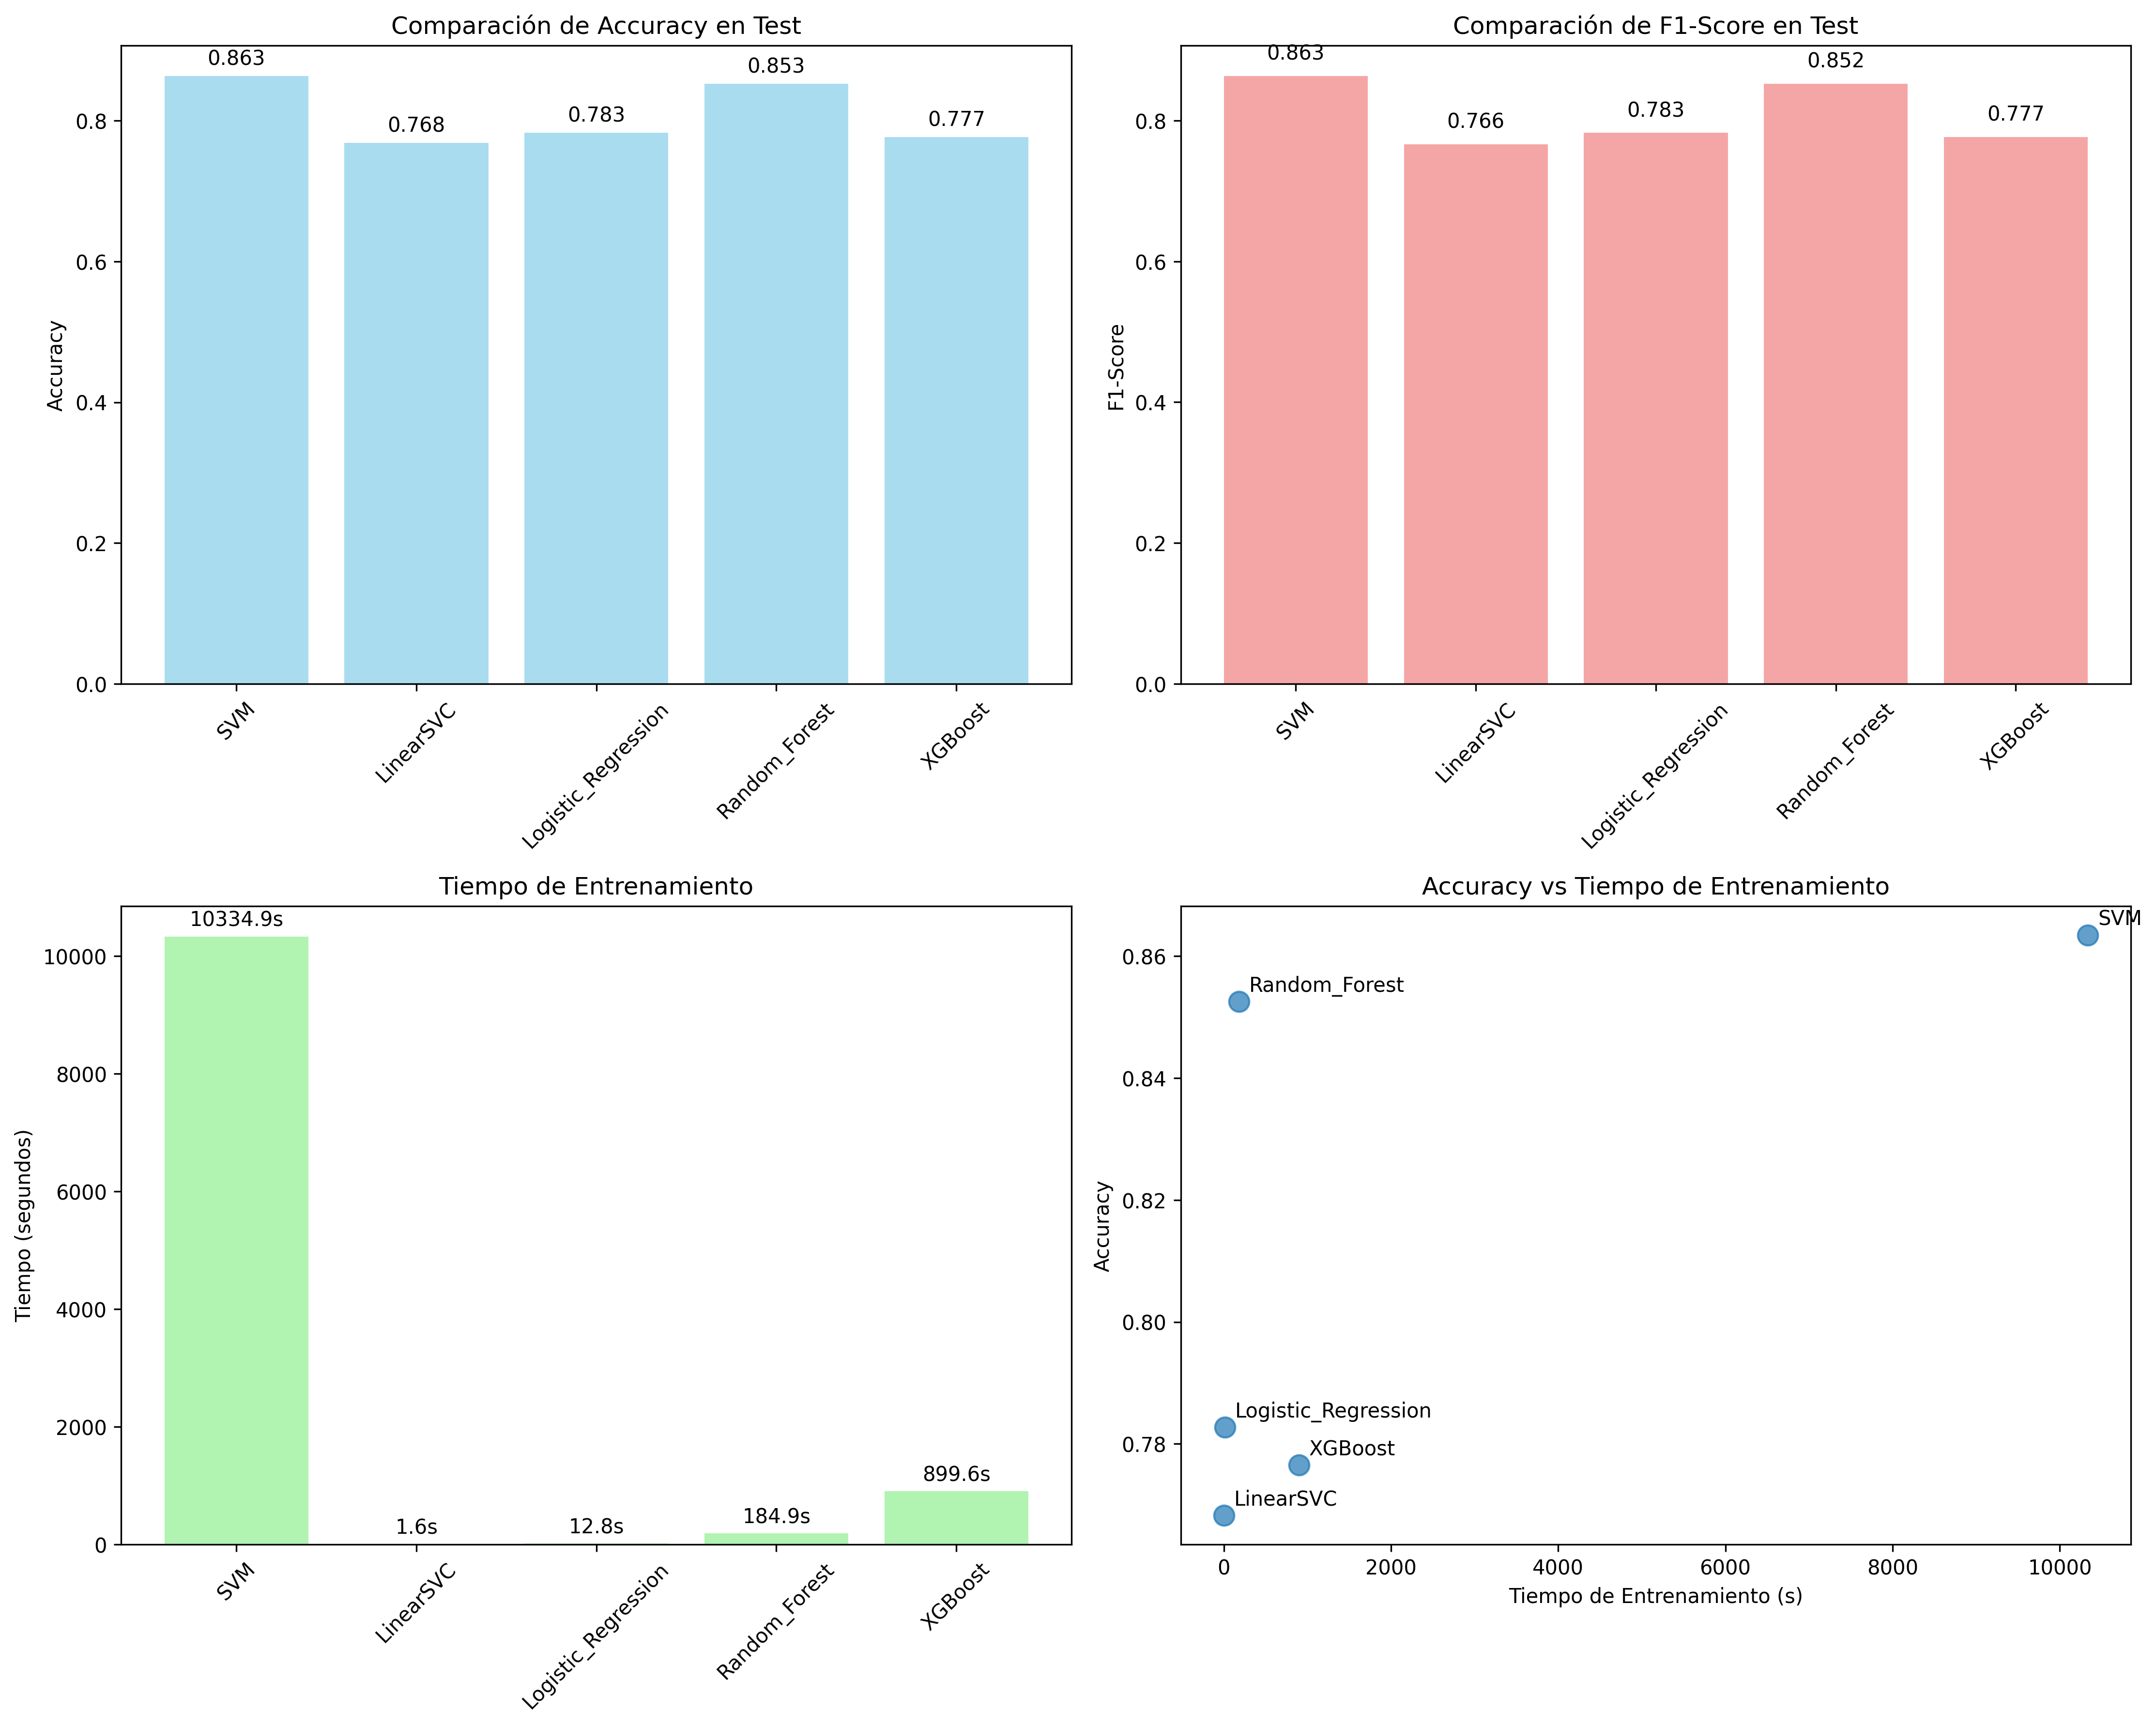 Comparación de Accuracy en Test
0.863
0.768
0.783
0.853
0.777
Accuracy
0.8
0.6
0.4
0.2
0.0
SVM
LinearSVC
Logistic_Regression
Random_Forest
XGBoost
Comparación de F1-Score en Test
0.863
0.766
0.783
0.852
0.777
F1-Score
0.8
0.6
0.4
0.2
0.0
SVM
LinearSVC
Logistic_Regression
Random_Forest
XGBoost
Tiempo de Entrenamiento
10334.9s
1.6s
12.8s
184.9s
899.6s
Tiempo (segundos)
10000
8000
6000
4000
2000
0
SVM
LinearSVC
Logistic_Regression
Random_Forest
XGBoost
Accuracy vs Tiempo de Entrenamiento
SVM
Random_Forest
Logistic_Regression
XGBoost
LinearSVC
Accuracy
0.86
0.84
0.82
0.80
0.78
0
2000
4000
6000
8000
10000
Tiempo de Entrenamiento (s)